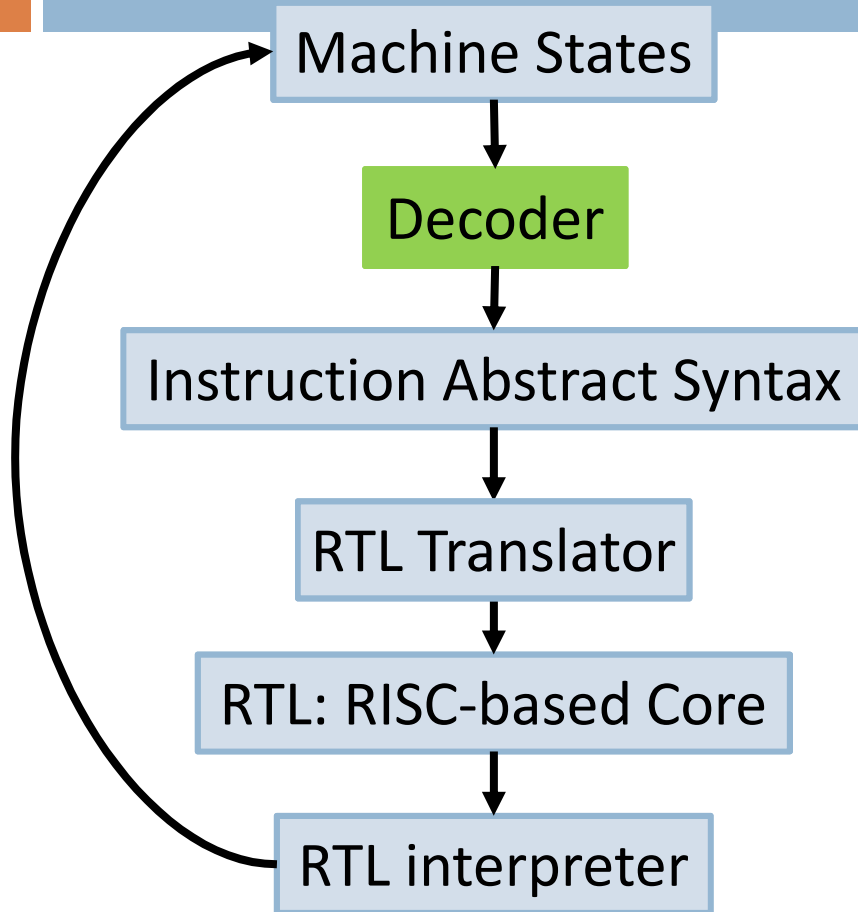 Machine States
Decoder
Instruction Abstract Syntax
RTL Translator
RTL: RISC-based Core
RTL interpreter